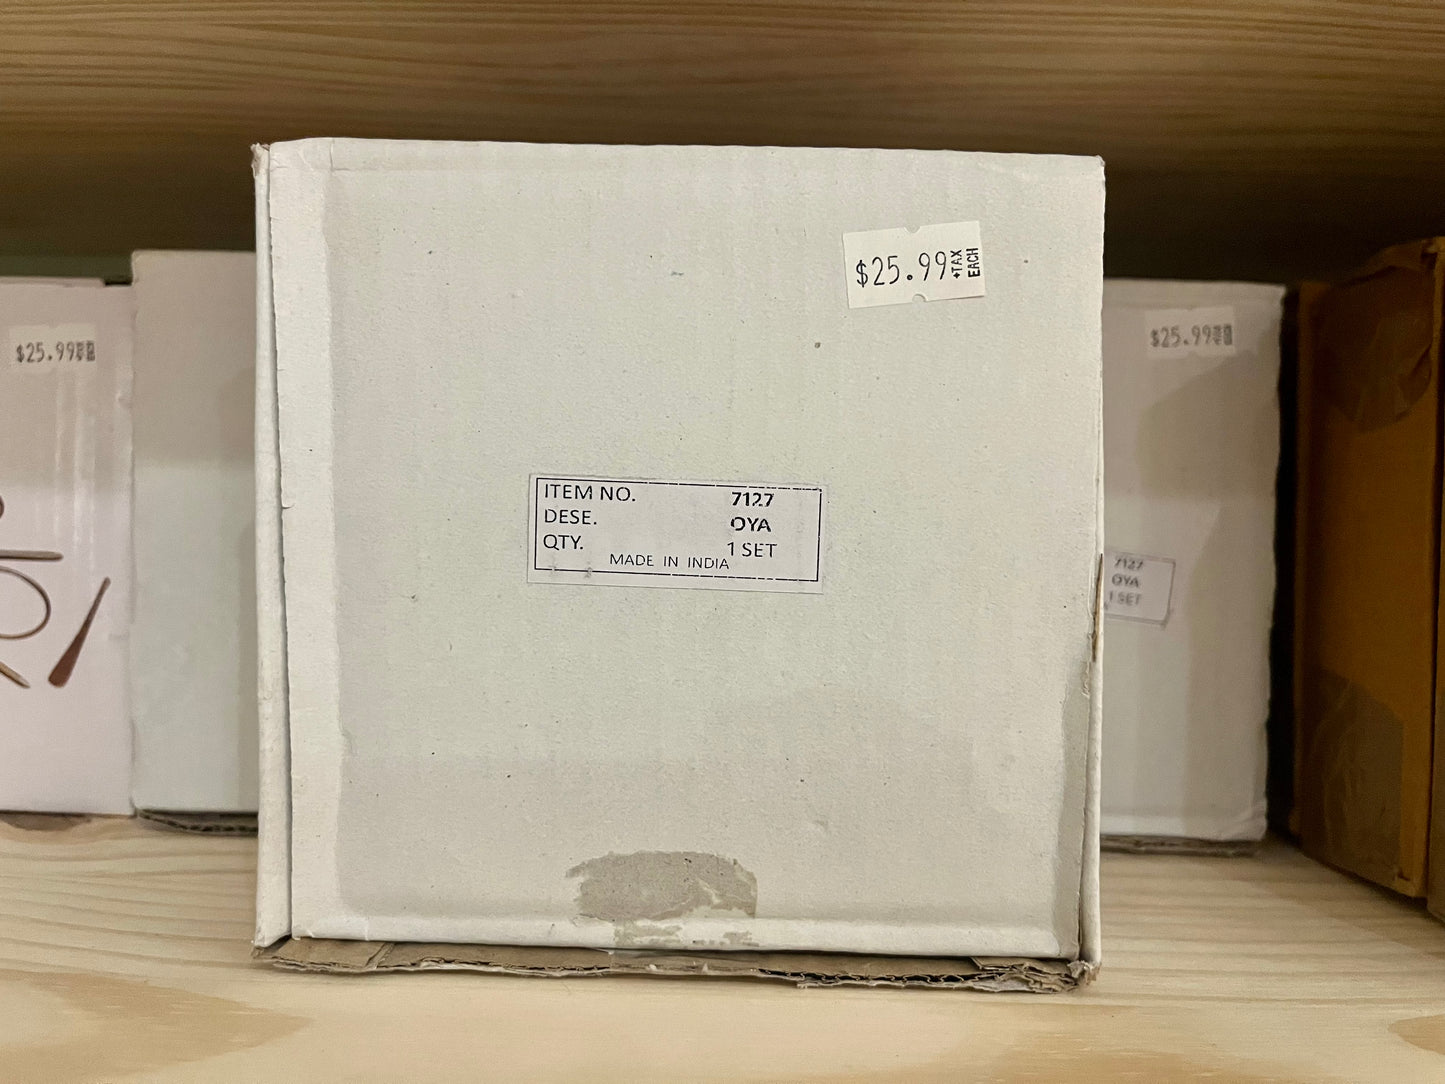 $25.99 +TAX EACH
ITEM NO. 7127
DESE. OYA
QTY. 1 SET
MADE IN INDIA
$25.99
$25.99
7127
OYA
1 SET